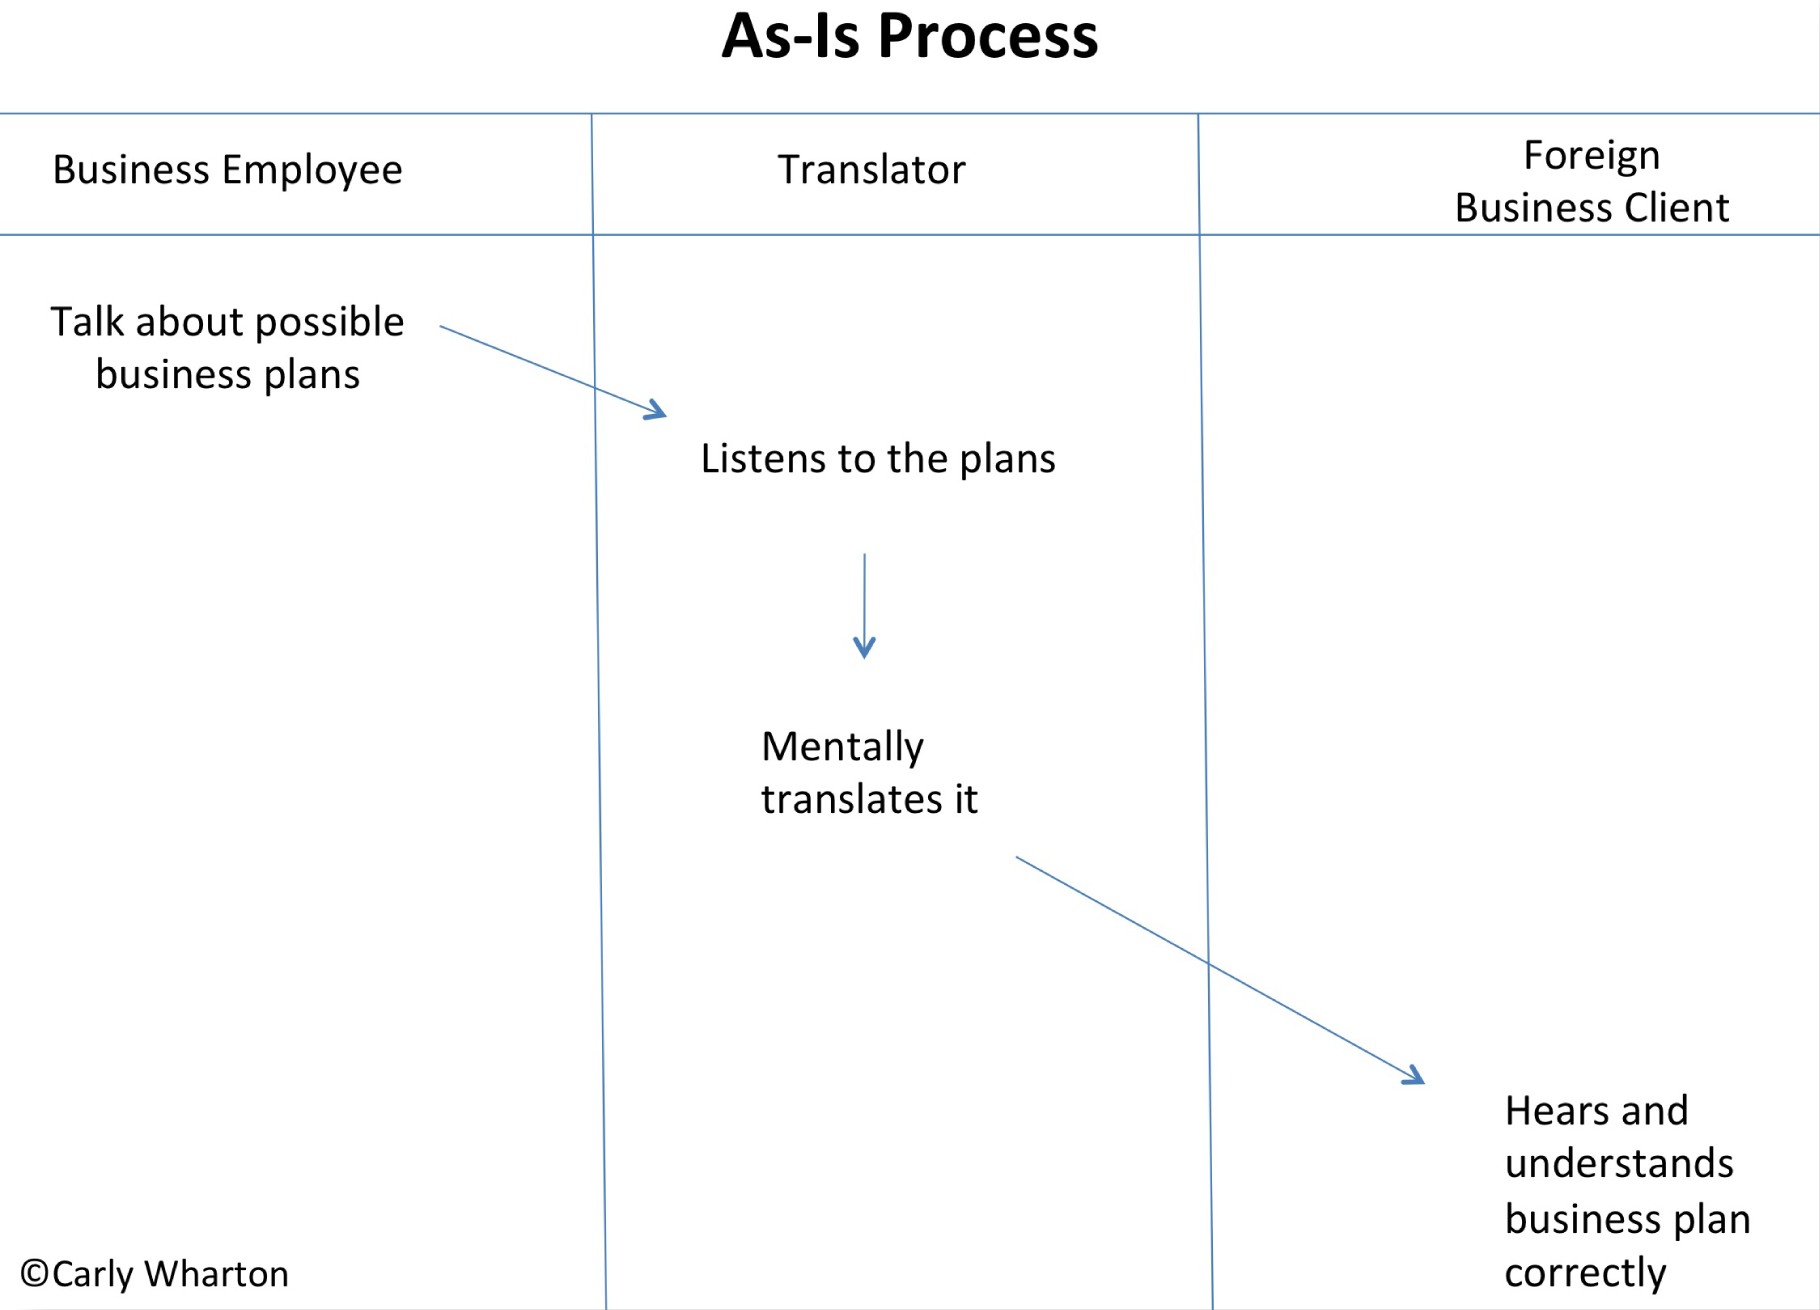 As-Is Process
Business Employee
Translator
Foreign
Business Client
Talk about possible
business plans
Listens to the plans
Mentally
translates it
Hears and
understands
business plan
correctly
©Carly Wharton